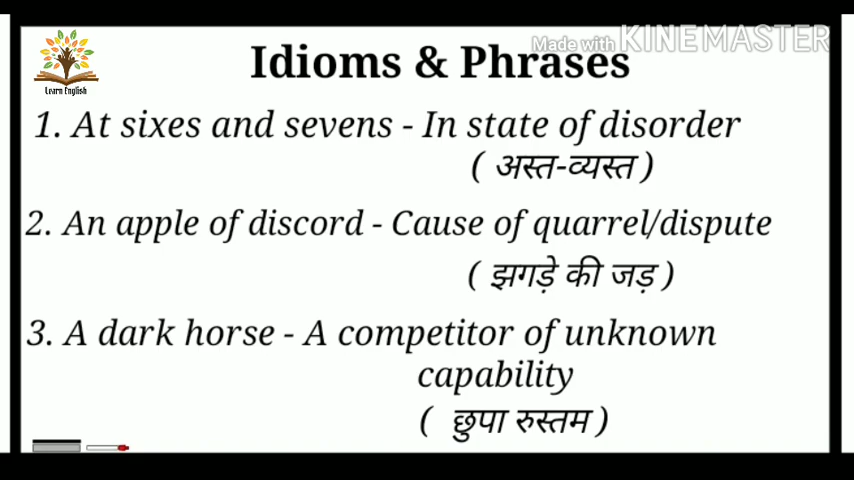 Made with KINEMASTER
Idioms & Phrases
Learn English
1. At sixes and sevens - In state of disorder
( अस्त-व्यस्त )
2. An apple of discord - Cause of quarrel/dispute
( झगड़े की जड़ )
3. A dark horse - A competitor of unknown
capability
( छुपा रुस्तम )